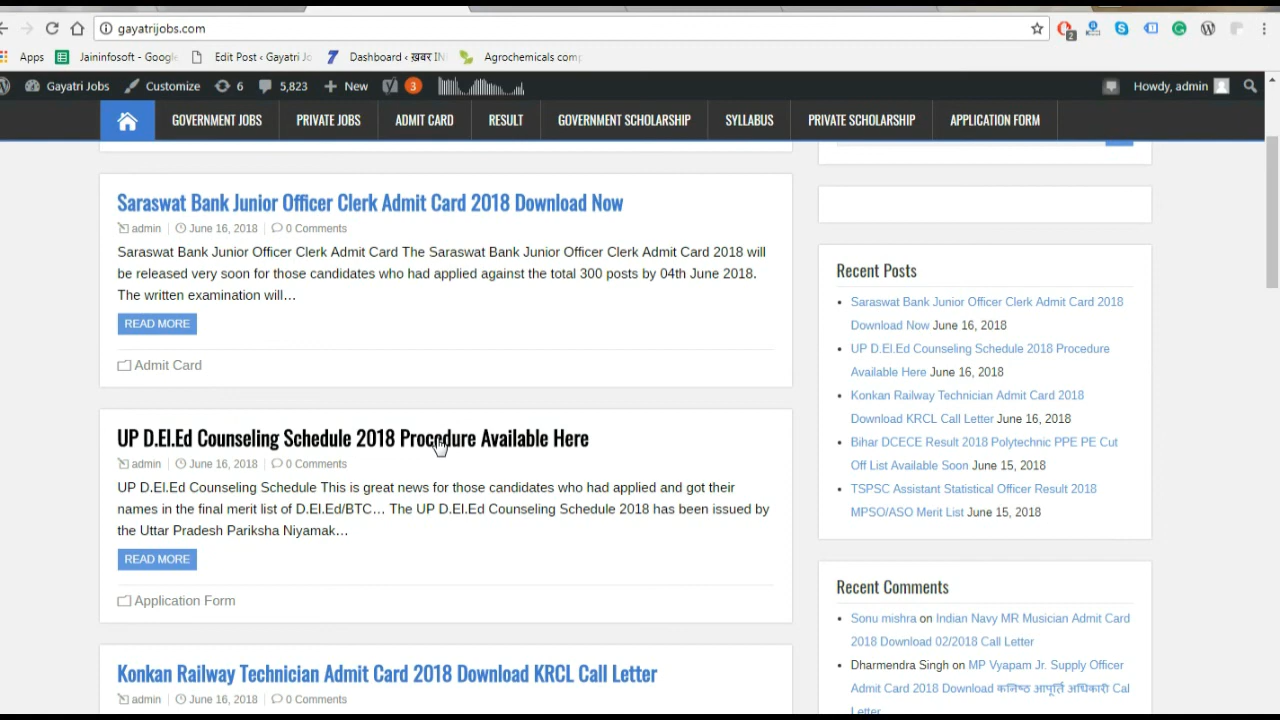 gayatrijobs.com
2
Apps Jaininfosoft - Google Edit Post ‹ Gayatri Jo Dashboard ‹ ख़बर IN Agrochemicals com
Gayatri Jobs Customize 6 5,823 New 3 Howdy, admin
GOVERNMENT JOBS PRIVATE JOBS ADMIT CARD RESULT GOVERNMENT SCHOLARSHIP SYLLABUS PRIVATE SCHOLARSHIP APPLICATION FORM
Saraswat Bank Junior Officer Clerk Admit Card 2018 Download Now
admin June 16, 2018 0 Comments
Saraswat Bank Junior Officer Clerk Admit Card The Saraswat Bank Junior Officer Clerk Admit Card 2018 will
be released very soon for those candidates who had applied against the total 300 posts by 04th June 2018.
The written examination will…
READ MORE
Admit Card
UP D.El.Ed Counseling Schedule 2018 Procedure Available Here
admin June 16, 2018 0 Comments
UP D.El.Ed Counseling Schedule This is great news for those candidates who had applied and got their
names in the final merit list of D.El.Ed/BTC… The UP D.El.Ed Counseling Schedule 2018 has been issued by
the Uttar Pradesh Pariksha Niyamak…
READ MORE
Application Form
Konkan Railway Technician Admit Card 2018 Download KRCL Call Letter
admin June 16, 2018 0 Comments
Recent Posts
Saraswat Bank Junior Officer Clerk Admit Card 2018
Download Now June 16, 2018
UP D.El.Ed Counseling Schedule 2018 Procedure
Available Here June 16, 2018
Konkan Railway Technician Admit Card 2018
Download KRCL Call Letter June 16, 2018
Bihar DCECE Result 2018 Polytechnic PPE PE Cut
Off List Available Soon June 15, 2018
TSPSC Assistant Statistical Officer Result 2018
MPSO/ASO Merit List June 15, 2018
Recent Comments
Sonu mishra on Indian Navy MR Musician Admit Card
2018 Download 02/2018 Call Letter
Dharmendra Singh on MP Vyapam Jr. Supply Officer
Admit Card 2018 Download कनिष्ठ आपूर्ति अधिकारी Cal
Letter